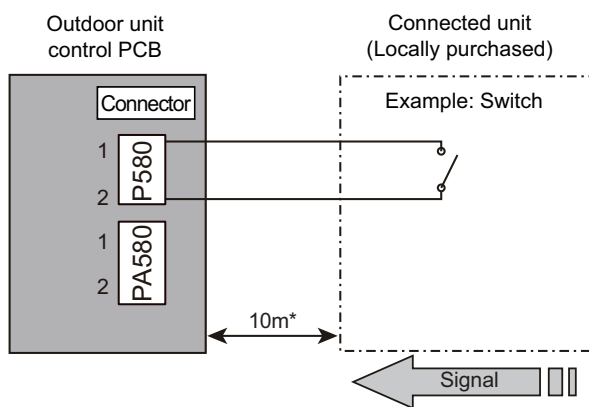 Outdoor unit
control PCB
Connector
1
P580
2
1
PA580
2
10m*
Connected unit
(Locally purchased)
Example: Switch
Signal